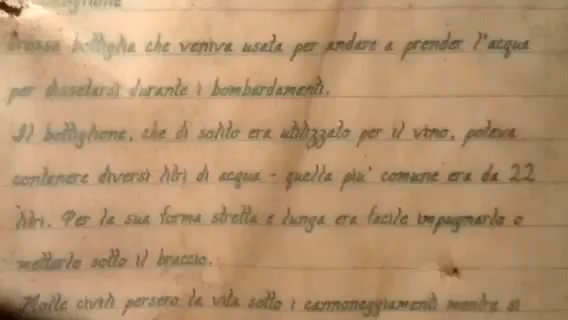 Grossa bottiglia che veniva usata per andare a prender l'acqua
per dissetarsi durante i bombardamenti.
Il bottiglione, che di solito era utilizzato per il vino, poteva
contenere diversi litri di acqua - quella piu' comune era da 22
litri. Per la sua forma stretta e lunga era facile impugnarlo o
metterlo sotto il braccio.
Molte civili persero la vita sotto i cannoneggiamenti mentre si